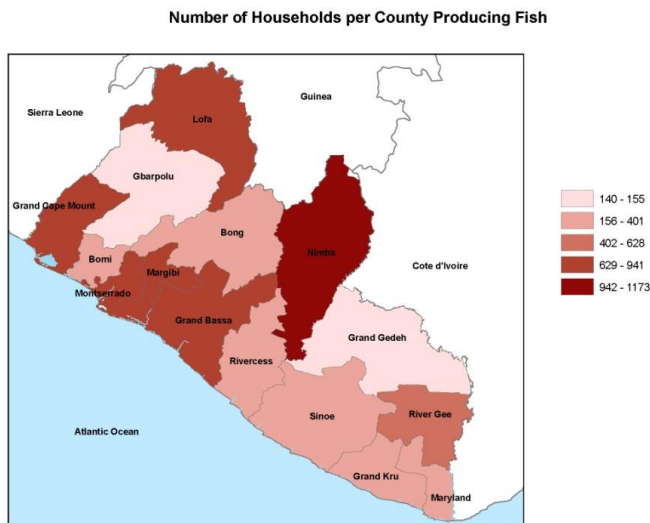 Number of Households per County Producing Fish
Guinea
Sierra Leone
Lofa
Gbarpolu
Grand Cape Mount
Bong
Nimba
Bomi
Margibi
Montserrado
Grand Bassa
Cote d'Ivoire
Grand Gedeh
Rivercess
Sinoe
River Gee
Atlantic Ocean
Grand Kru
Maryland
140 - 155
156 - 401
402 - 628
629 - 941
942 - 1173